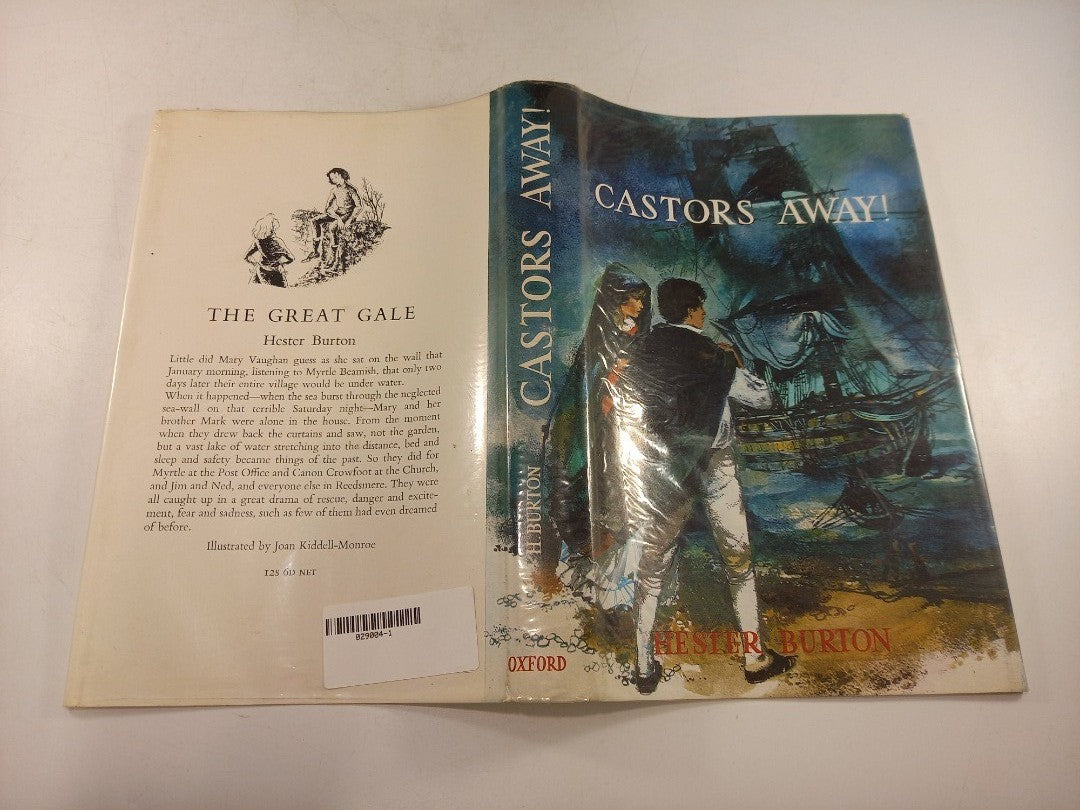 THE GREAT GALE
Hester Burton
Little did Mary Vaughan guess as she sat on the wall that
January morning, listening to Myrtle Beamish, that only two
days later their entire village would be under water.
When it happened—when the sea burst through the neglected
sea-wall on that terrible Saturday night—Mary and her
brother Mark were alone in the house. From the moment
when they drew back the curtains and saw, not the garden,
but a vast lake of water stretching into the distance, bed and
sleep and safety became things of the past. So they did for
Myrtle at the Post Office and Canon Crowfoot at the Church,
and Jim and Ned, and everyone else in Reedsmere. They were
all caught up in a great drama of rescue, danger and excite-
ment, fear and sadness, such as few of them had even dreamed
of before.
Illustrated by Joan Kiddell-Monroe
12S 6D NET
029004-1
CASTORS AWAY!
H.BURTON
OXFORD
CASTORS AWAY!
HESTER BURTON